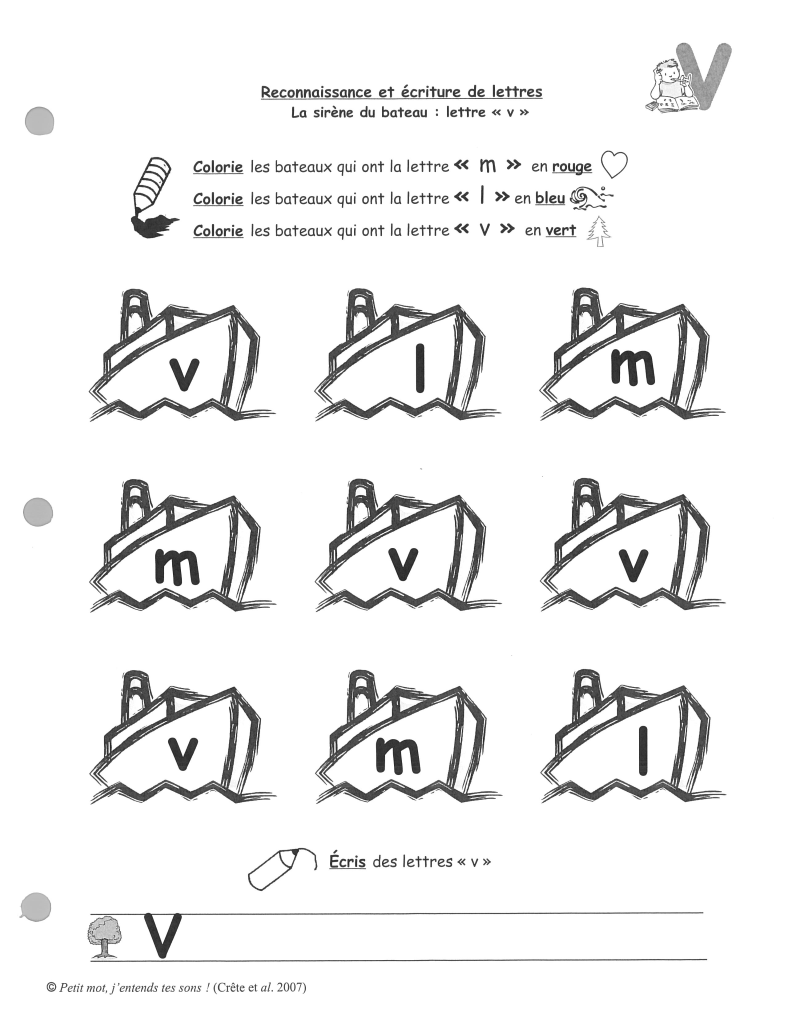 V
Reconnaissance et écriture de lettres
La sirène du bateau : lettre « v »
Colorie les bateaux qui ont la lettre « m » en rouge
Colorie les bateaux qui ont la lettre « l » en bleu
Colorie les bateaux qui ont la lettre « v » en vert
v l m
m v v
v m l
Écris des lettres « v »
v
© Petit mot, j'entends tes sons ! (Crête et al. 2007)